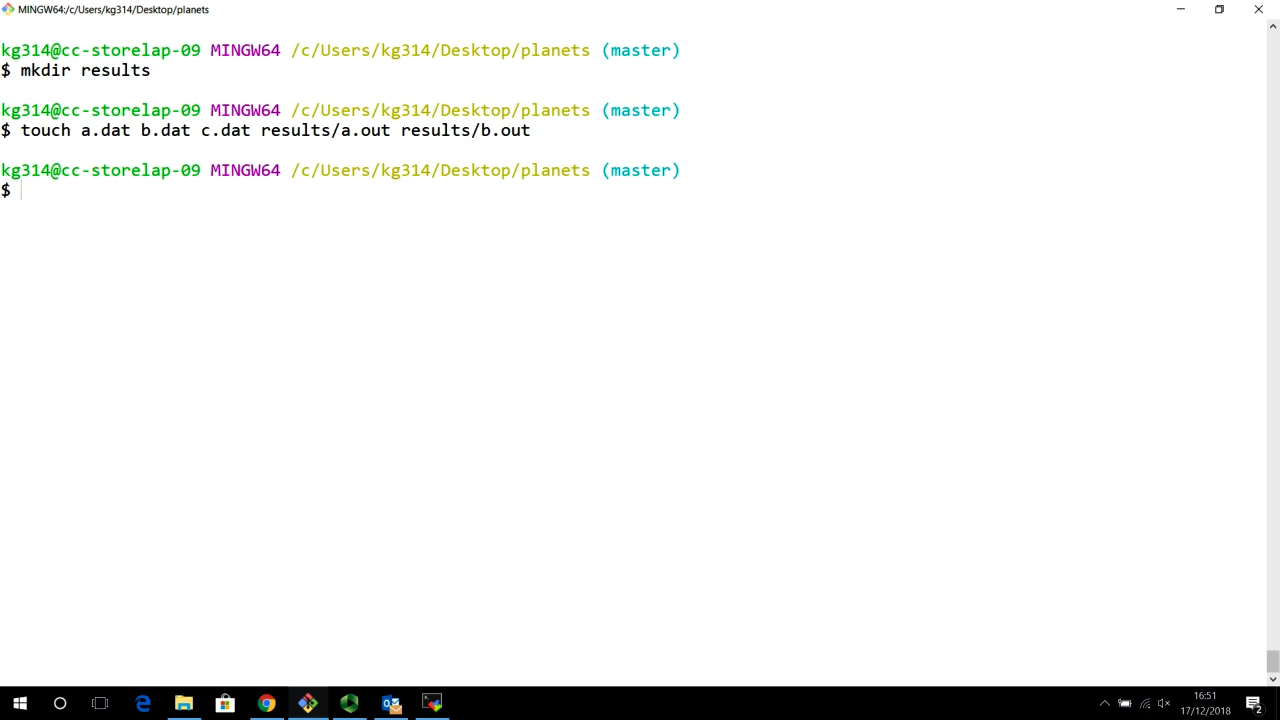 MINGW64:/c/Users/kg314/Desktop/planets
kg314@cc-storelap-09 MINGW64 /c/Users/kg314/Desktop/planets (master)
$ mkdir results
kg314@cc-storelap-09 MINGW64 /c/Users/kg314/Desktop/planets (master)
$ touch a.dat b.dat c.dat results/a.out results/b.out
kg314@cc-storelap-09 MINGW64 /c/Users/kg314/Desktop/planets (master)
$
16:51
17/12/2018
2